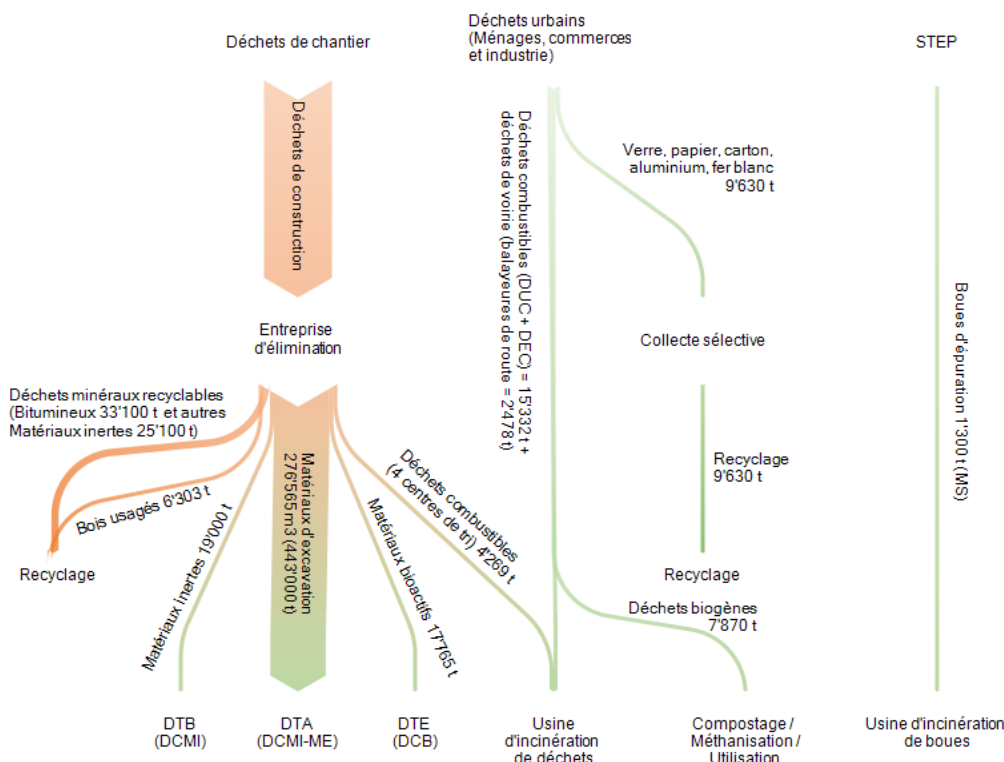 Déchets de chantier
Déchets urbains
(Ménages, commerces
et industrie)
STEP
Déchets de construction
Déchets combustibles (DUC + DEC) = 15'332 t +
déchets de voirie (balayeures de route = 2'478 t)
Verre, papier, carton,
aluminium, fer blanc
9'630 t
Boues d'épuration 1'300 t (MS)
Entreprise
d'élimination
Collecte sélective
Déchets minéraux recyclables
(Bitumineux 33'100 t et autres
Matériaux inertes 25'100 t)
Bois usagés 6'303 t
Recyclage
Matériaux inertes 19'000 t
Matériaux d'excavation
276'565 m3 (443'000 t)
Matériaux bioactifs 17'765 t
Déchets combustibles
(4 centres de tri) 4'269 t
Recyclage
9'630 t
Recyclage
Déchets biogènes
7'870 t
DTB
(DCMI)
DTA
(DCMI-ME)
DTE
(DCB)
Usine
d'incinération
de déchets
Compostage /
Méthanisation /
Utilisation
Usine d'incinération
de boues